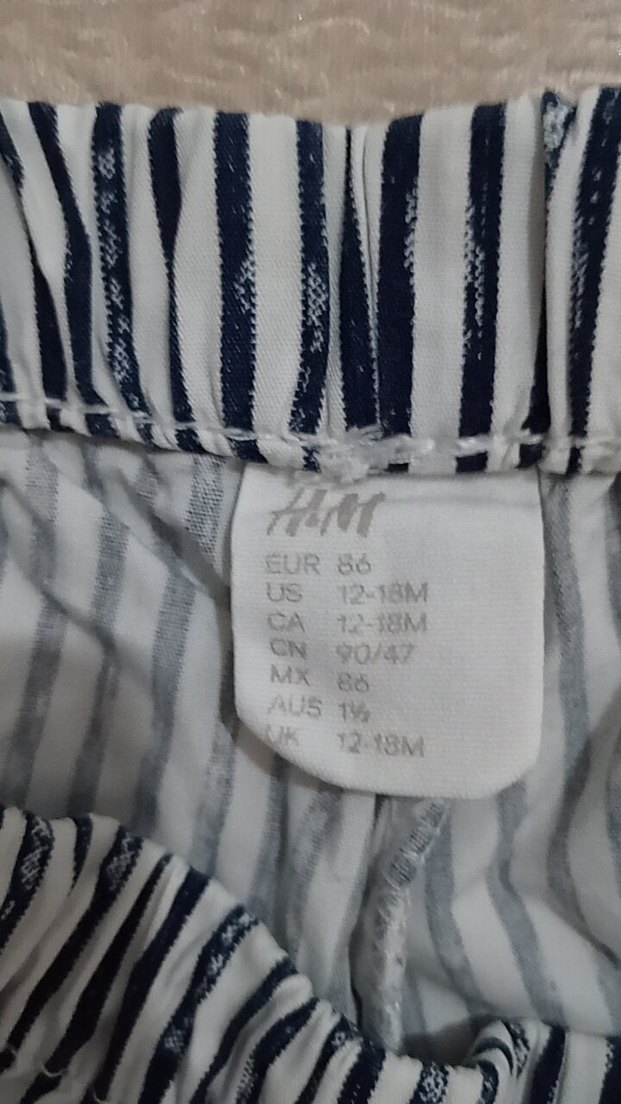 H&M
EUR 86
US 12-18M
CA 12-18M
CN 90/47
MX 86
AUS 1½
UK 12-18M